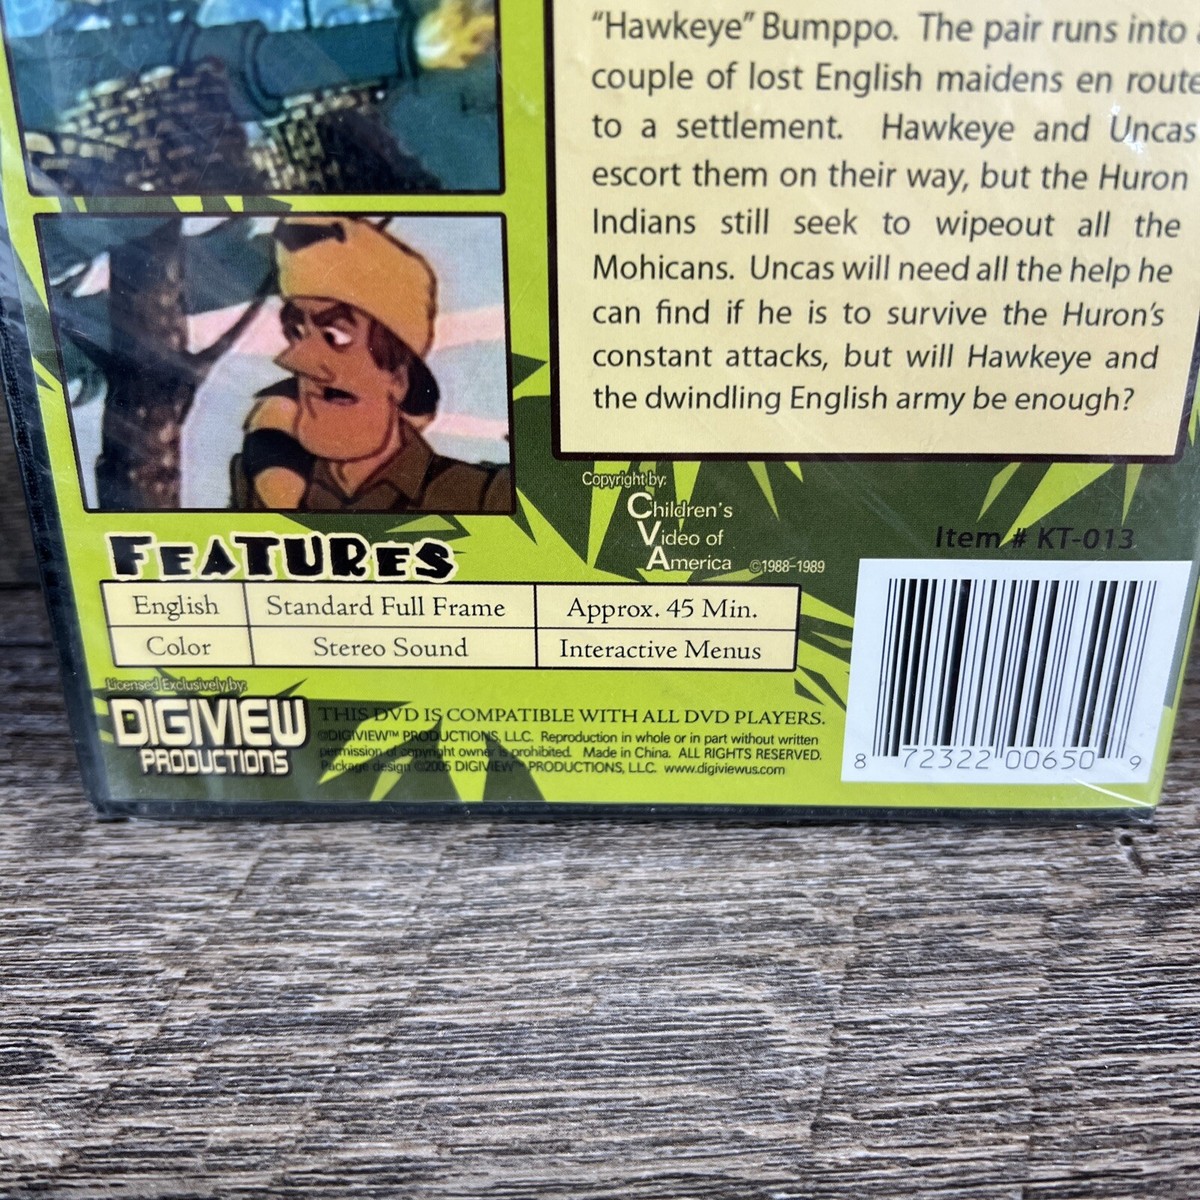 "Hawkeye" Bumppo. The pair runs into
couple of lost English maidens en route
to a settlement. Hawkeye and Uncas
escort them on their way, but the Huron
Indians still seek to wipeout all the
Mohicans. Uncas will need all the help he
can find if he is to survive the Huron's
constant attacks, but will Hawkeye and
the dwindling English army be enough?
Copyright by:
Children's
Video of
America ©1988-1989
Item # KT-013
FEATURES
English Standard Full Frame Approx. 45 Min.
Color Stereo Sound Interactive Menus
Licensed Exclusively by:
DIGIVIEW
PRODUCTIONS
THIS DVD IS COMPATIBLE WITH ALL DVD PLAYERS.
©DIGIVIEW™ PRODUCTIONS, LLC. Reproduction in whole or in part without written
permission of copyright owner is prohibited. Made in China. ALL RIGHTS RESERVED.
Package design ©2005 DIGIVIEW™ PRODUCTIONS, LLC. www.digiviewus.com
8 72322 00650 9